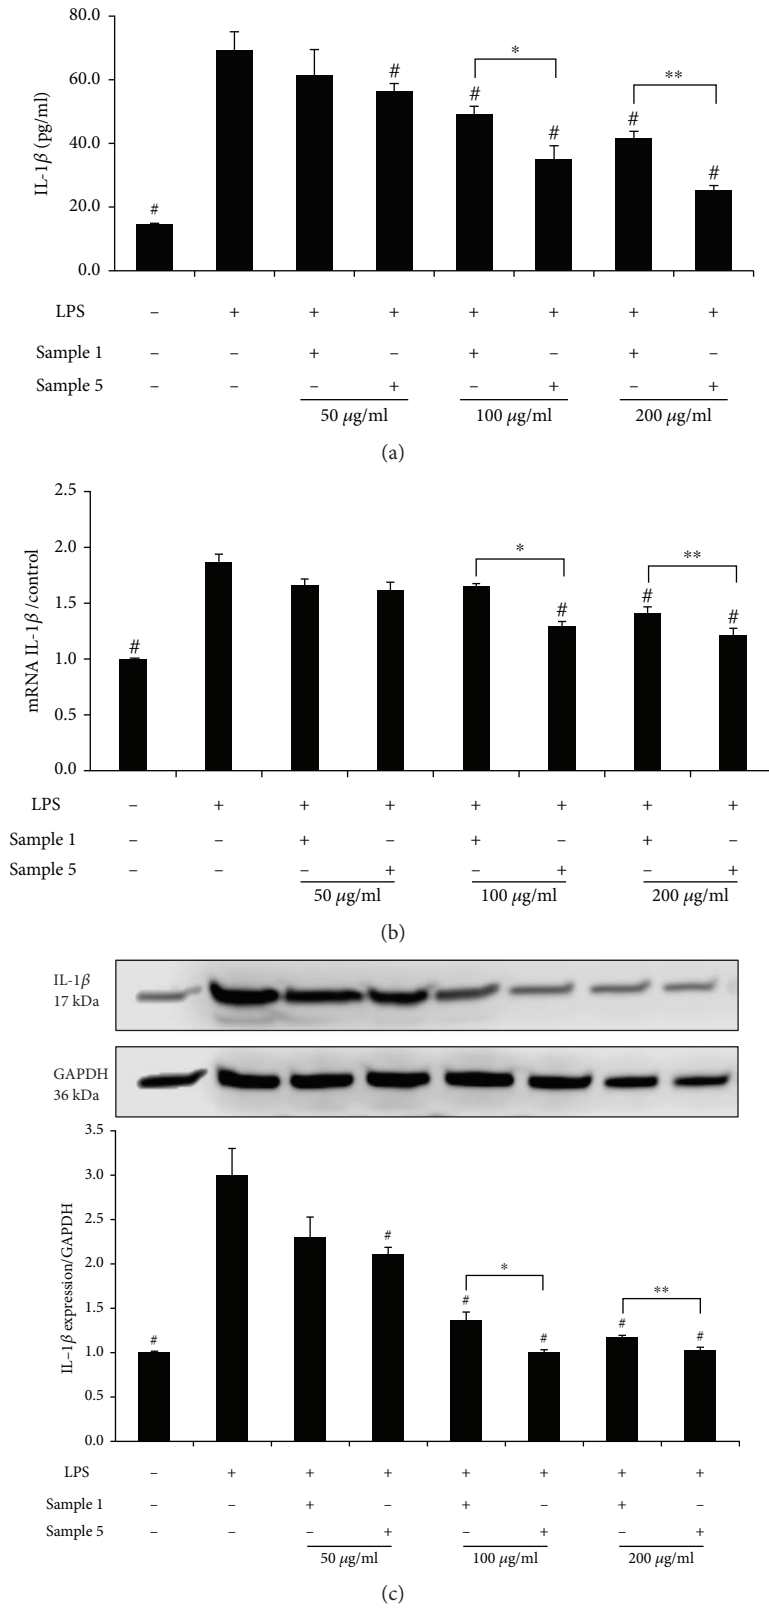 80.0
*
#
**
60.0
#
#
#
40.0
#
20.0
#
0.0
IL-1β (pg/ml)
LPS – + + + + + + +
Sample 1 – – + – + – + –
Sample 5 – – – + – + – +
50 μg/ml 100 μg/ml 200 μg/ml
(a)
2.5
2.0
*
**
1.5
#
#
#
#
1.0
0.5
0.0
mRNA IL-1β/control
LPS – + + + + + + +
Sample 1 – – + – + – + –
Sample 5 – – – + – + – +
50 μg/ml 100 μg/ml 200 μg/ml
(b)
IL-1β
17 kDa
GAPDH
36 kDa
3.5
3.0
2.5
#
2.0
*
**
1.5
#
#
#
#
#
1.0
0.5
0.0
IL–1β expression/GAPDH
LPS – + + + + + + +
Sample 1 – – + – + – + –
Sample 5 – – – + – + – +
50 μg/ml 100 μg/ml 200 μg/ml
(c)